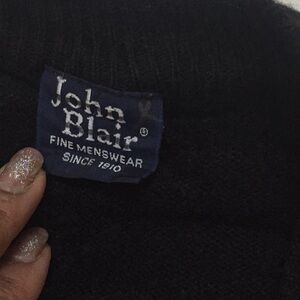 John
Blair®
FINE MENSWEAR
SINCE 1910